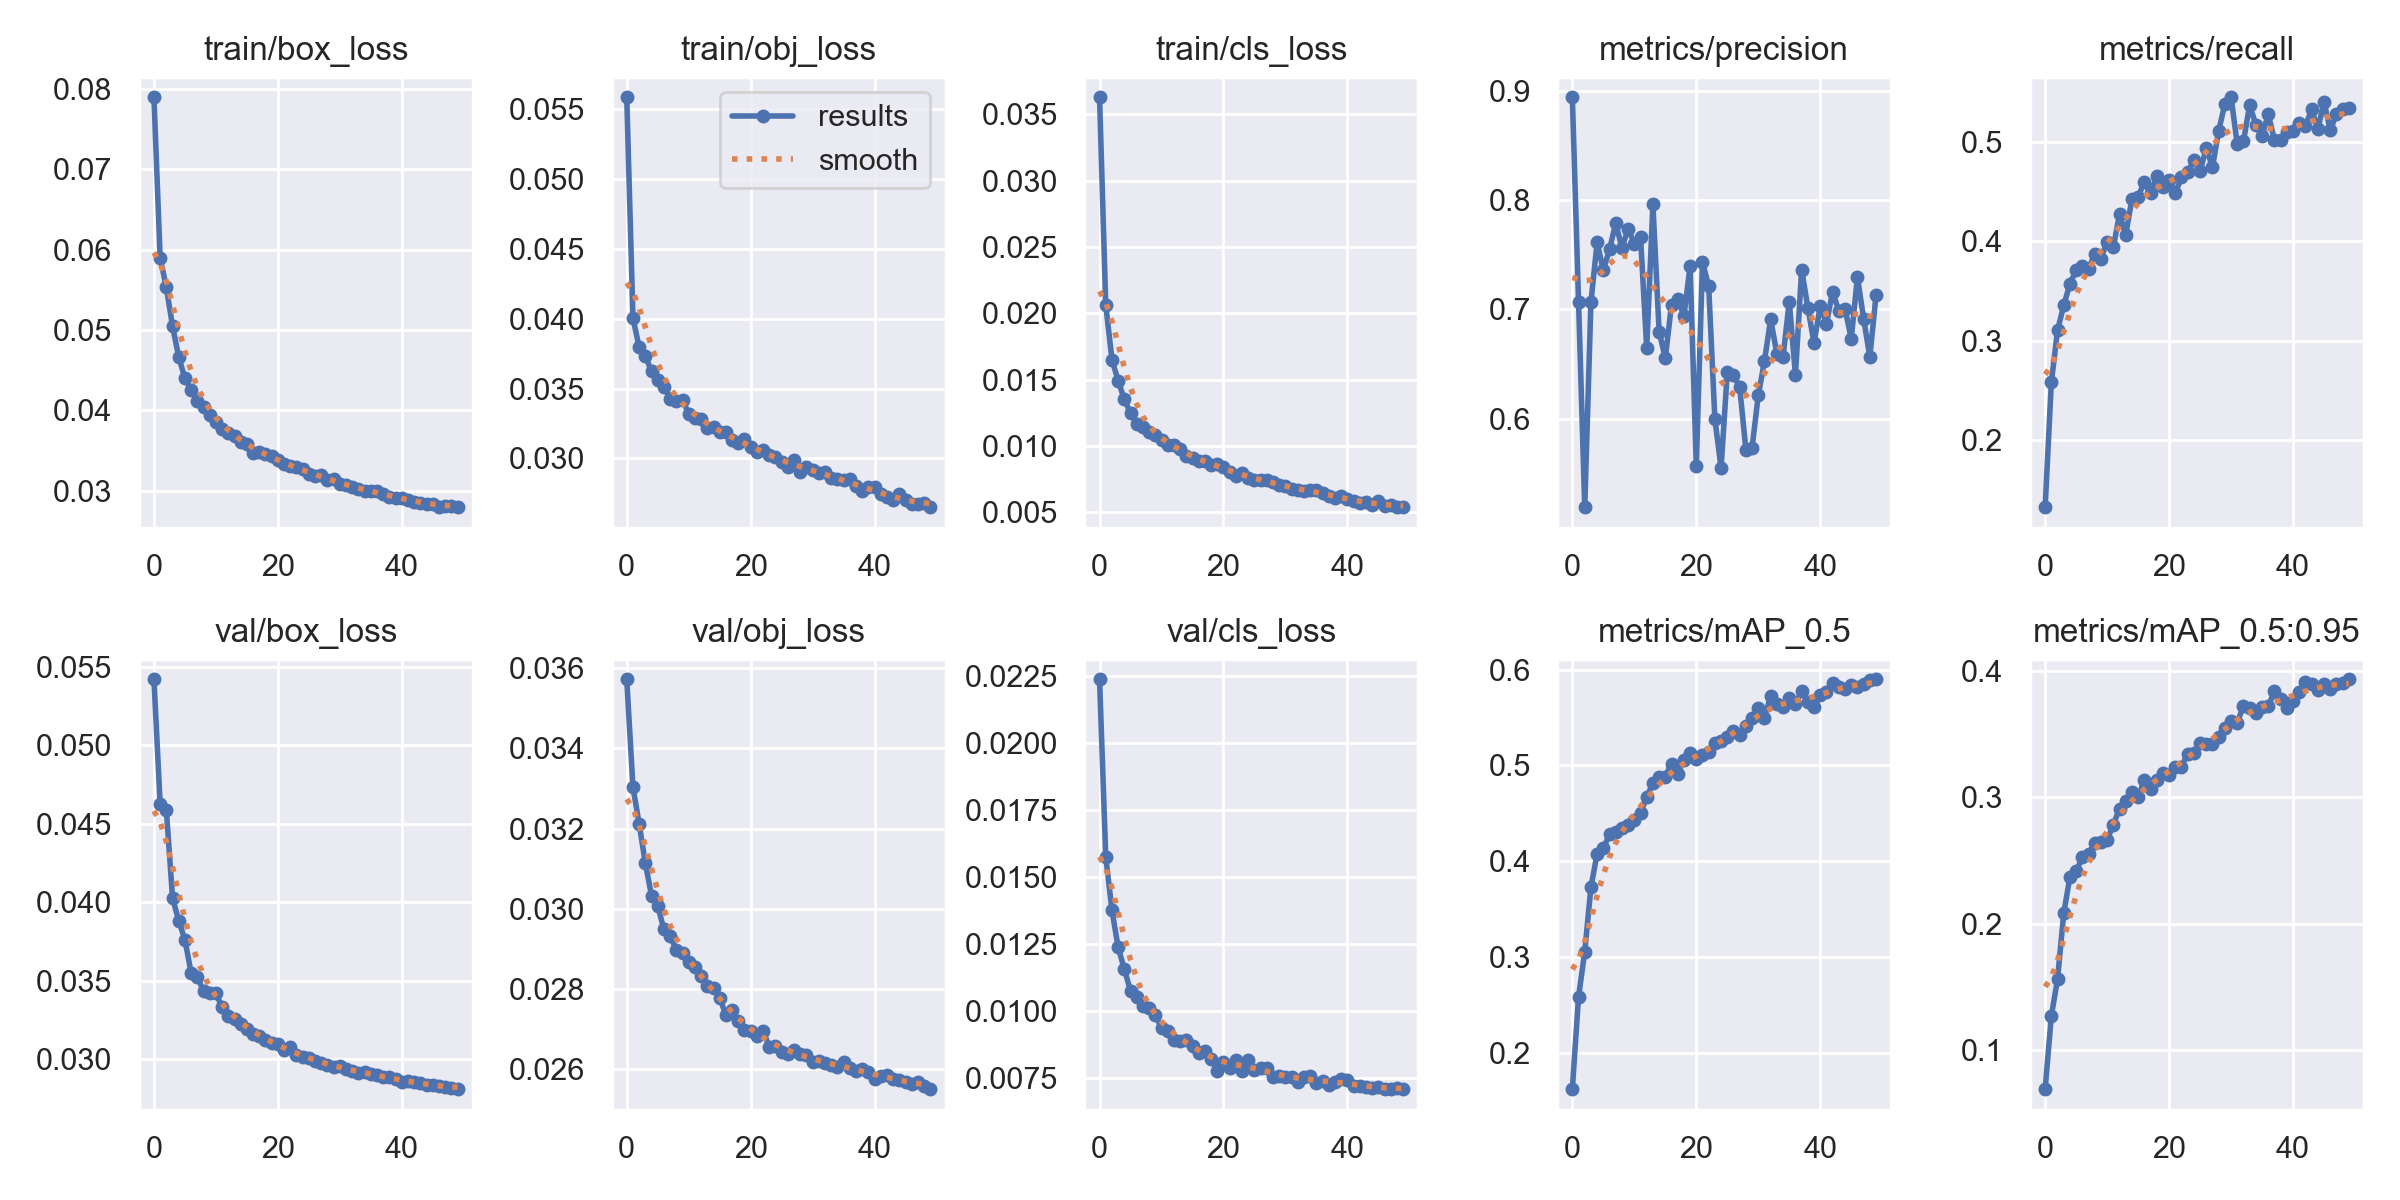 train/box_loss
0.08
0.07
0.06
0.05
0.04
0.03
0 20 40
train/obj_loss
results
smooth
0.055
0.050
0.045
0.040
0.035
0.030
0 20 40
train/cls_loss
0.035
0.030
0.025
0.020
0.015
0.010
0.005
0 20 40
metrics/precision
0.9
0.8
0.7
0.6
0 20 40
metrics/recall
0.5
0.4
0.3
0.2
0 20 40
val/box_loss
0.055
0.050
0.045
0.040
0.035
0.030
0 20 40
val/obj_loss
0.036
0.034
0.032
0.030
0.028
0.026
0 20 40
val/cls_loss
0.0225
0.0200
0.0175
0.0150
0.0125
0.0100
0.0075
0 20 40
metrics/mAP_0.5
0.6
0.5
0.4
0.3
0.2
0 20 40
metrics/mAP_0.5:0.95
0.4
0.3
0.2
0.1
0 20 40